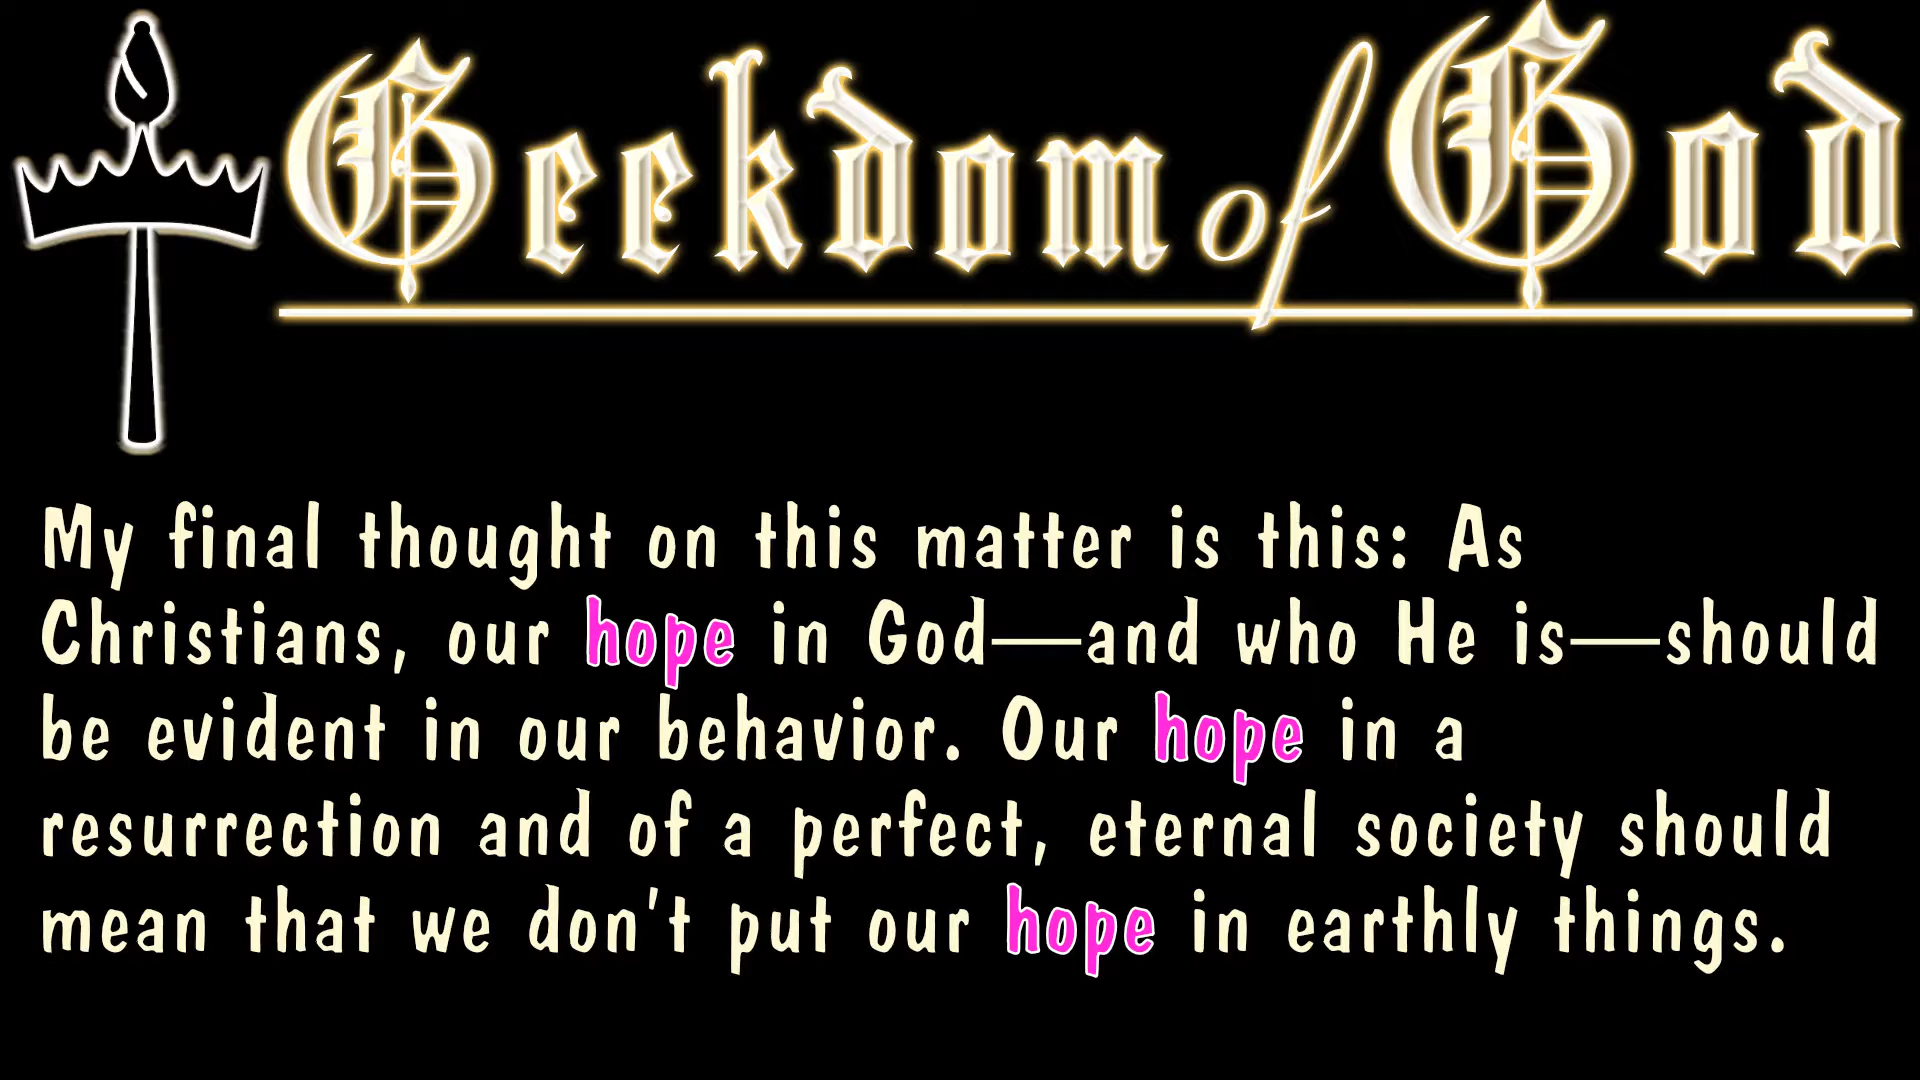 Geekdom of God
My final thought on this matter is this: As
Christians, our hope in God—and who He is—should
be evident in our behavior. Our hope in a
resurrection and of a perfect, eternal society should
mean that we don't put our hope in earthly things.